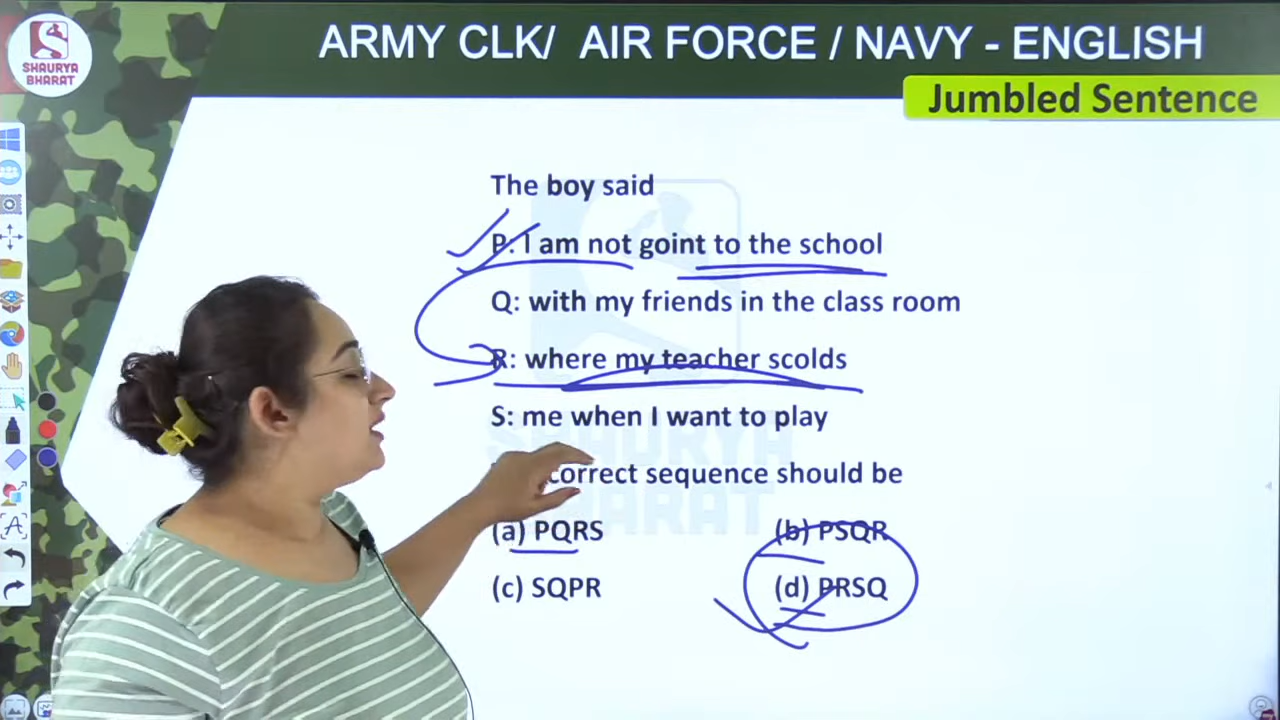 SHAURYA
BHARAT
ARMY CLK/ AIR FORCE / NAVY - ENGLISH
Jumbled Sentence
The boy said
P: I am not goint to the school
Q: with my friends in the class room
R: where my teacher scolds
S: me when I want to play
correct sequence should be
(a) PQRS
(b) PSQR
(c) SQPR
(d) PRSQ
SHAURYA
BHARAT